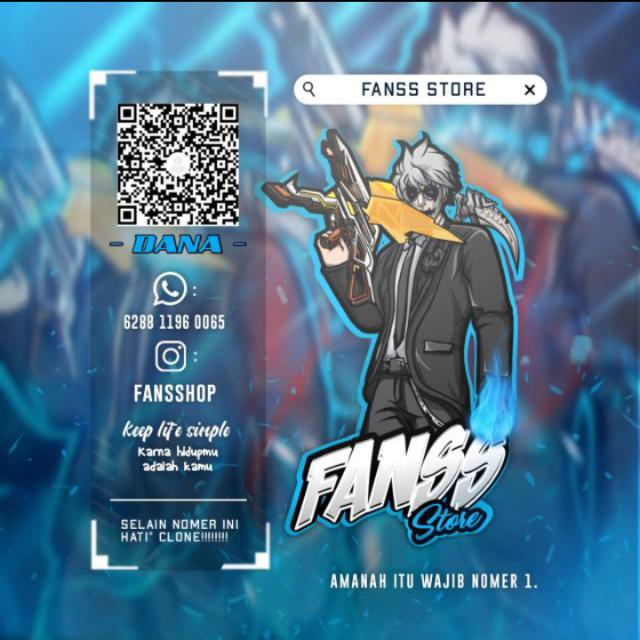 FANSS STORE
- DANA -
:
6288 1196 0065
:
FANSSHOP
Keep life simple
Karna hidupmu
adalah kamu
SELAIN NOMER INI
HATI" CLONE!!!!!!!!
FANSS
Store
AMANAH ITU WAJIB NOMER 1.